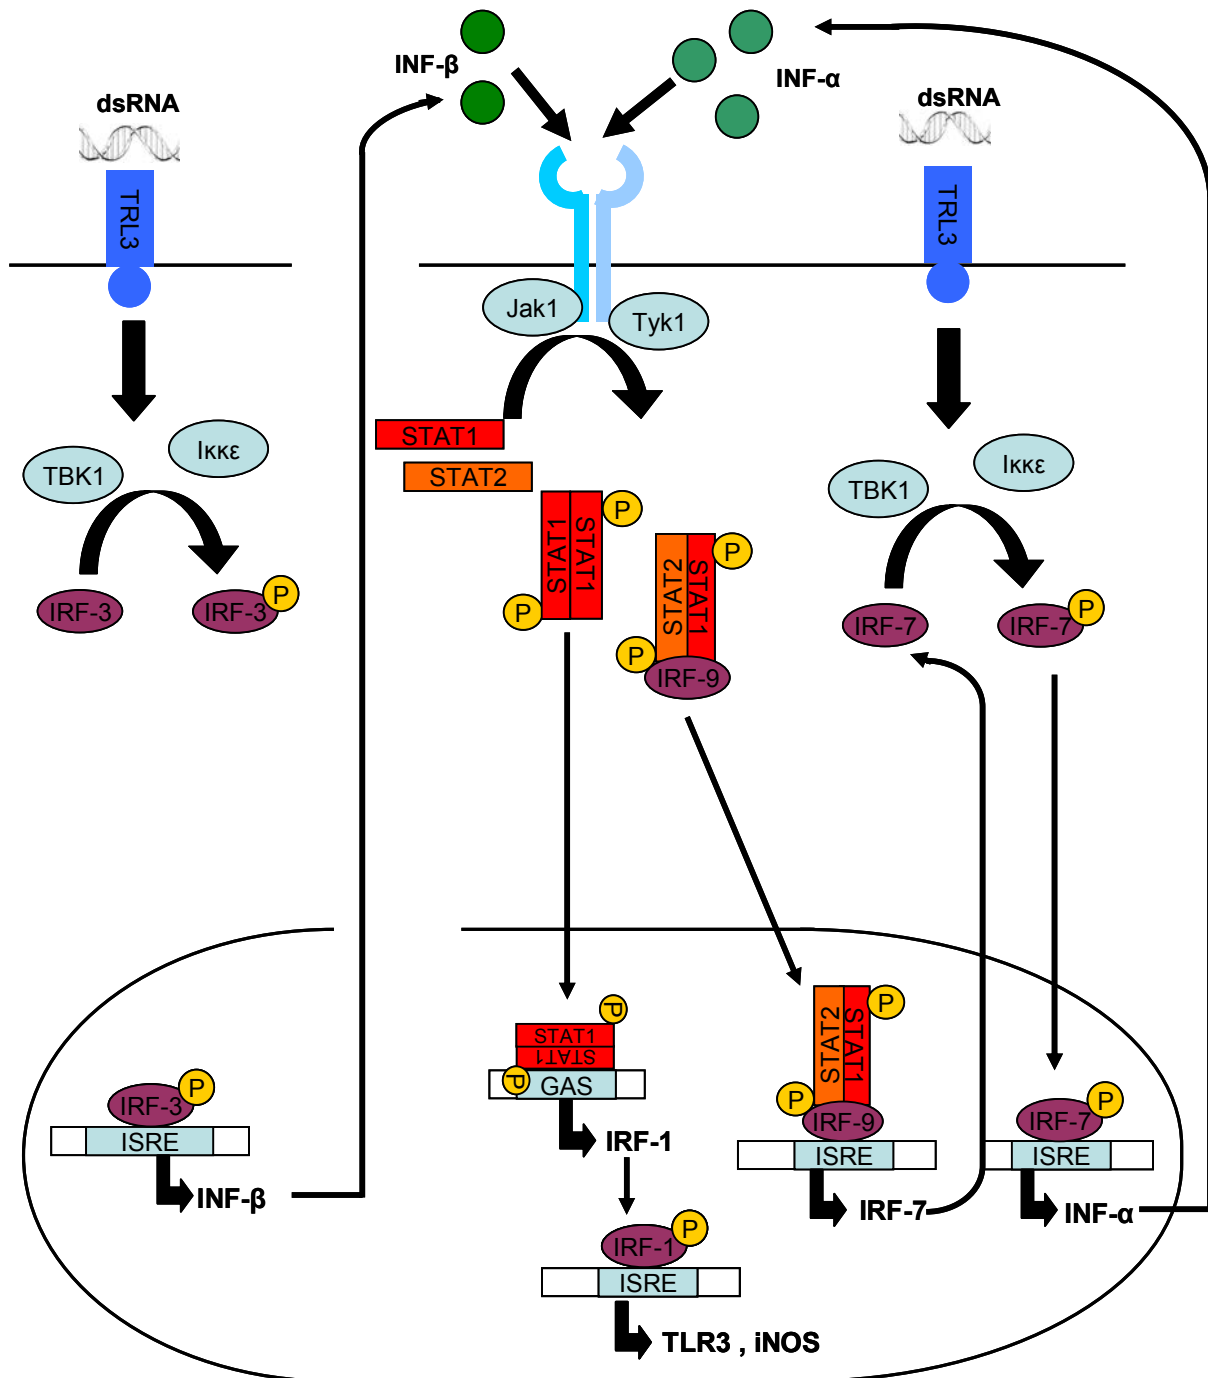 INF-β
INF-α
dsRNA
dsRNA
TRL3
TRL3
Jak1
Tyk1
STAT1
STAT2
Iκκε
TBK1
Iκκε
TBK1
STAT1
STAT1
P
P
STAT2
STAT1
P
P
IRF-9
IRF-3
IRF-3
P
IRF-7
IRF-7
P
P
STAT1
STAT1
P
GAS
IRF-1
STAT2
STAT1
P
P
IRF-9
ISRE
IRF-7
IRF-3
P
ISRE
INF-β
IRF-7
P
ISRE
INF-α
IRF-1
P
ISRE
TLR3 , iNOS